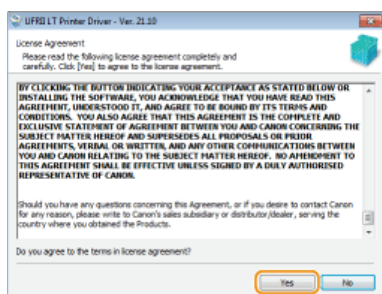 UFRII LT Printer Driver - Ver. 21.10
License Agreement
Please read the following license agreement completely and
carefully. Click [Yes] to agree to the license agreement.
BY CLICKING THE BUTTON INDICATING YOUR ACCEPTANCE AS STATED BELOW OR
INSTALLING THE SOFTWARE, YOU ACKNOWLEDGE THAT YOU HAVE READ THIS
AGREEMENT, UNDERSTOOD IT, AND AGREE TO BE BOUND BY ITS TERMS AND
CONDITIONS. YOU ALSO AGREE THAT THIS AGREEMENT IS THE COMPLETE AND
EXCLUSIVE STATEMENT OF AGREEMENT BETWEEN YOU AND CANON CONCERNING THE
SUBJECT MATTER HEREOF AND SUPERSEDES ALL PROPOSALS OR PRIOR
AGREEMENTS, VERBAL OR WRITTEN, AND ANY OTHER COMMUNICATIONS BETWEEN
YOU AND CANON RELATING TO THE SUBJECT MATTER HEREOF. NO AMENDMENT TO
THIS AGREEMENT SHALL BE EFFECTIVE UNLESS SIGNED BY A DULY AUTHORISED
REPRESENTATIVE OF CANON.
Should you have any questions concerning this Agreement, or if you desire to contact Canon
for any reason, please write to Canon's sales subsidiary or distributor/dealer, serving the
country where you obtained the Products.
Do you agree to the terms in license agreement?
Yes
No